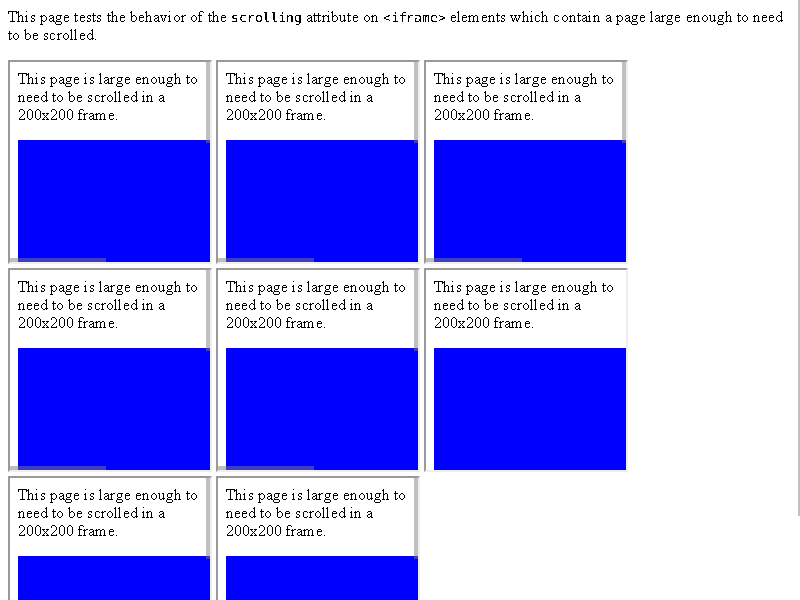 This page tests the behavior of the scrolling attribute on <iframe> elements which contain a page large enough to need
to be scrolled.
This page is large enough to
need to be scrolled in a
200x200 frame.
This page is large enough to
need to be scrolled in a
200x200 frame.
This page is large enough to
need to be scrolled in a
200x200 frame.
This page is large enough to
need to be scrolled in a
200x200 frame.
This page is large enough to
need to be scrolled in a
200x200 frame.
This page is large enough to
need to be scrolled in a
200x200 frame.
This page is large enough to
need to be scrolled in a
200x200 frame.
This page is large enough to
need to be scrolled in a
200x200 frame.